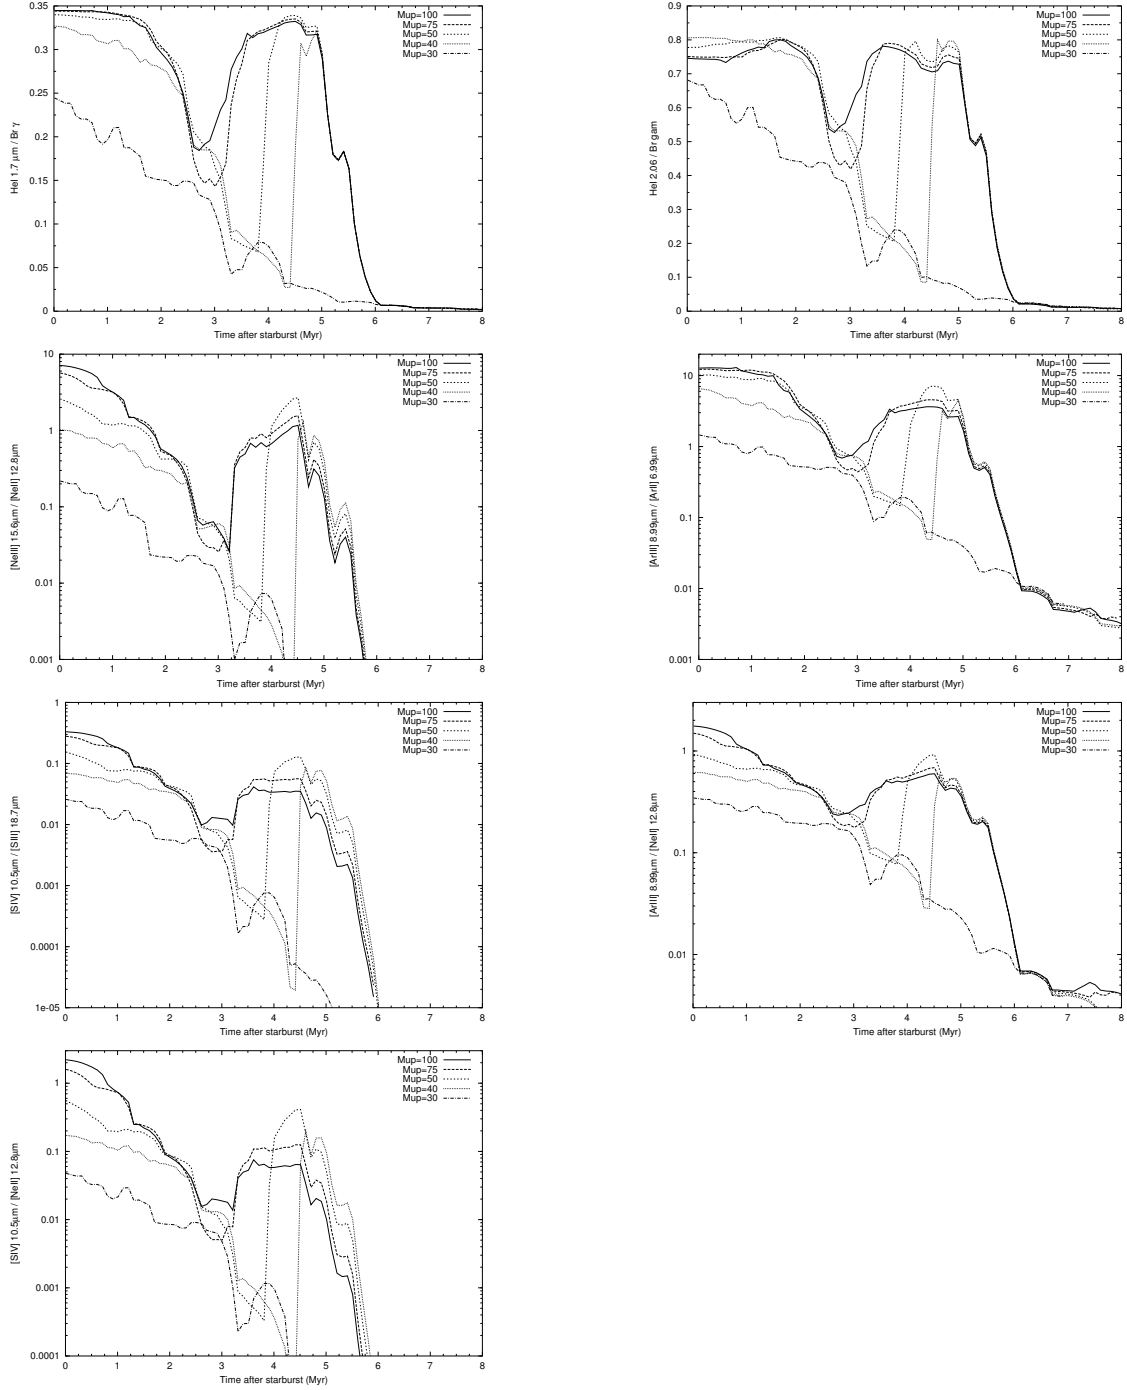 HeI 1.7 μm / Br γ
0.35
0.3
0.25
0.2
0.15
0.1
0.05
0
0 1 2 3 4 5 6 7 8
Time after starburst (Myr)
Mup=100
Mup=75
Mup=50
Mup=40
Mup=30
HeI 2.06 / Br gam
0.9
0.8
0.7
0.6
0.5
0.4
0.3
0.2
0.1
0
0 1 2 3 4 5 6 7 8
Time after starburst (Myr)
Mup=100
Mup=75
Mup=50
Mup=40
Mup=30
[NeIII] 15.6μm / [NeII] 12.8μm
10
1
0.1
0.01
0.001
0 1 2 3 4 5 6 7 8
Time after starburst (Myr)
Mup=100
Mup=75
Mup=50
Mup=40
Mup=30
[ArIII] 8.99μm / [ArII] 6.99μm
10
1
0.1
0.01
0.001
0 1 2 3 4 5 6 7 8
Time after starburst (Myr)
Mup=100
Mup=75
Mup=50
Mup=40
Mup=30
[SIV] 10.5μm / [SIII] 18.7μm
1
0.1
0.01
0.001
0.0001
1e-05
0 1 2 3 4 5 6 7 8
Time after starburst (Myr)
Mup=100
Mup=75
Mup=50
Mup=40
Mup=30
[ArIII] 8.99μm / [NeII] 12.8μm
1
0.1
0.01
0 1 2 3 4 5 6 7 8
Time after starburst (Myr)
Mup=100
Mup=75
Mup=50
Mup=40
Mup=30
[SIV] 10.5μm / [NeII] 12.8μm
1
0.1
0.01
0.001
0.0001
0 1 2 3 4 5 6 7 8
Time after starburst (Myr)
Mup=100
Mup=75
Mup=50
Mup=40
Mup=30